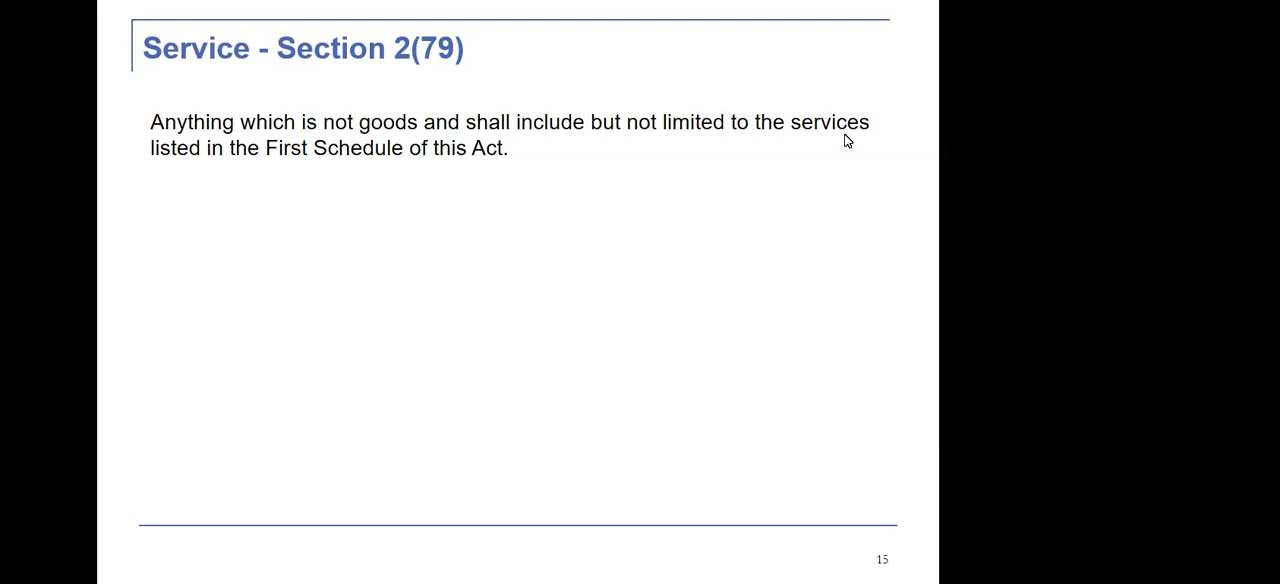 Service - Section 2(79)
Anything which is not goods and shall include but not limited to the services
listed in the First Schedule of this Act.
15